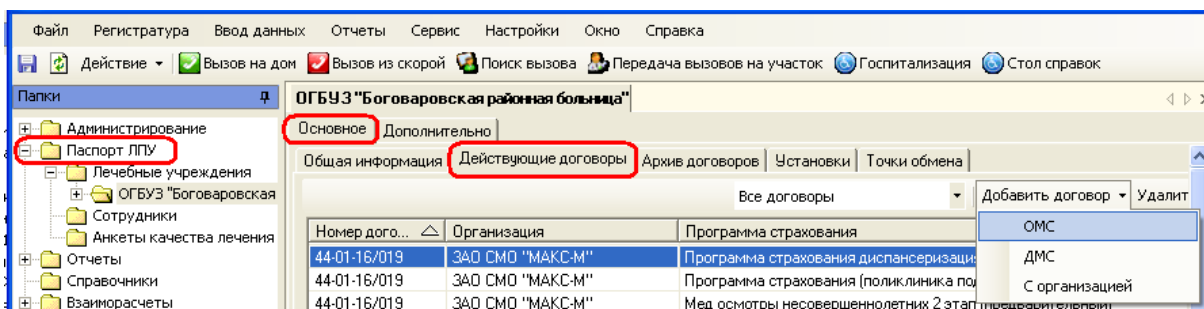 Файл Регистратура Ввод данных Отчеты Сервис Настройки Окно Справка
Действие Вызов на дом Вызов из скорой Поиск вызова Передача вызовов на участок Госпитализация Стол справок
Папки
ОГБУЗ "Боговаровская районная больница"
Администрирование
Основное Дополнительно
Паспорт ЛПУ
Общая информация Действующие договоры Архив договоров Установки Точки обмена
Лечебные учреждения
ОГБУЗ "Боговаровская
Все договоры Добавить договор Удалит
Сотрудники
ОМС
Анкеты качества лечения
Номер дого... Организация Программа страхования
Отчеты
44-01-16/019 ЗАО СМО "МАКС-М" Программа страхования диспансеризаци
ДМС
Справочники
44-01-16/019 ЗАО СМО "МАКС-М" Программа страхования (поликлиника по
С организацией
Взаиморасчеты
44-01-16/019 ЗАО СМО "МАКС-М" Мед осмотры несовершеннолетних 2 этап (предварительный)